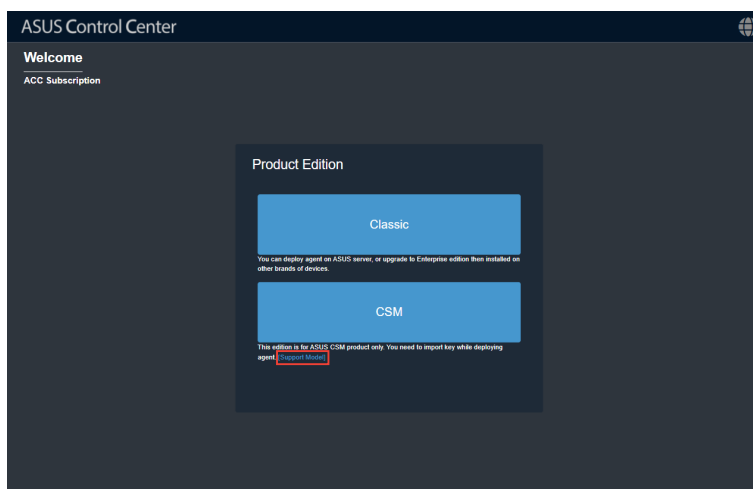 ASUS Control Center
Welcome
ACC Subscription
Product Edition
Classic
You can deploy agent on ASUS server, or upgrade to Enterprise edition then installed on
other brands of devices.
CSM
This edition is for ASUS CSM product only. You need to import key while deploying
agent. [Support Model]